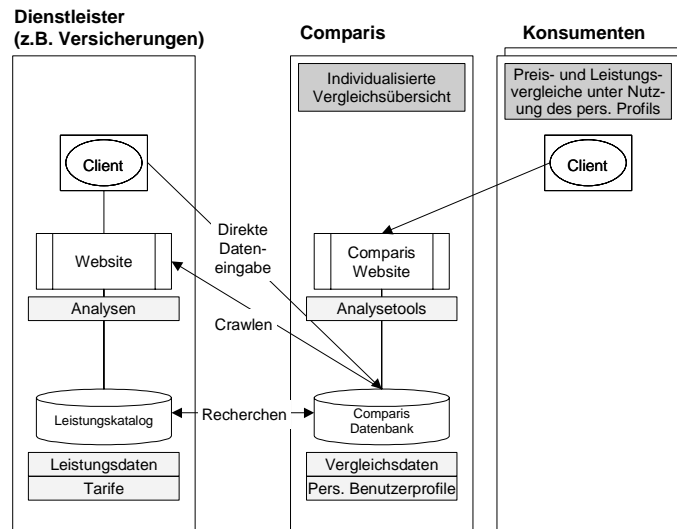 Dienstleister
(z.B. Versicherungen)
Comparis
Konsumenten
Individualisierte
Vergleichsübersicht
Preis- und Leistungs-
vergleiche unter Nutz-
ung des pers. Profils
Client
Client
Direkte
Daten-
eingabe
Website
Comparis
Website
Analysen
Crawlen
Analysetools
Leistungskatalog
Recherchen
Comparis
Datenbank
Leistungsdaten
Tarife
Vergleichsdaten
Pers. Benutzerprofile